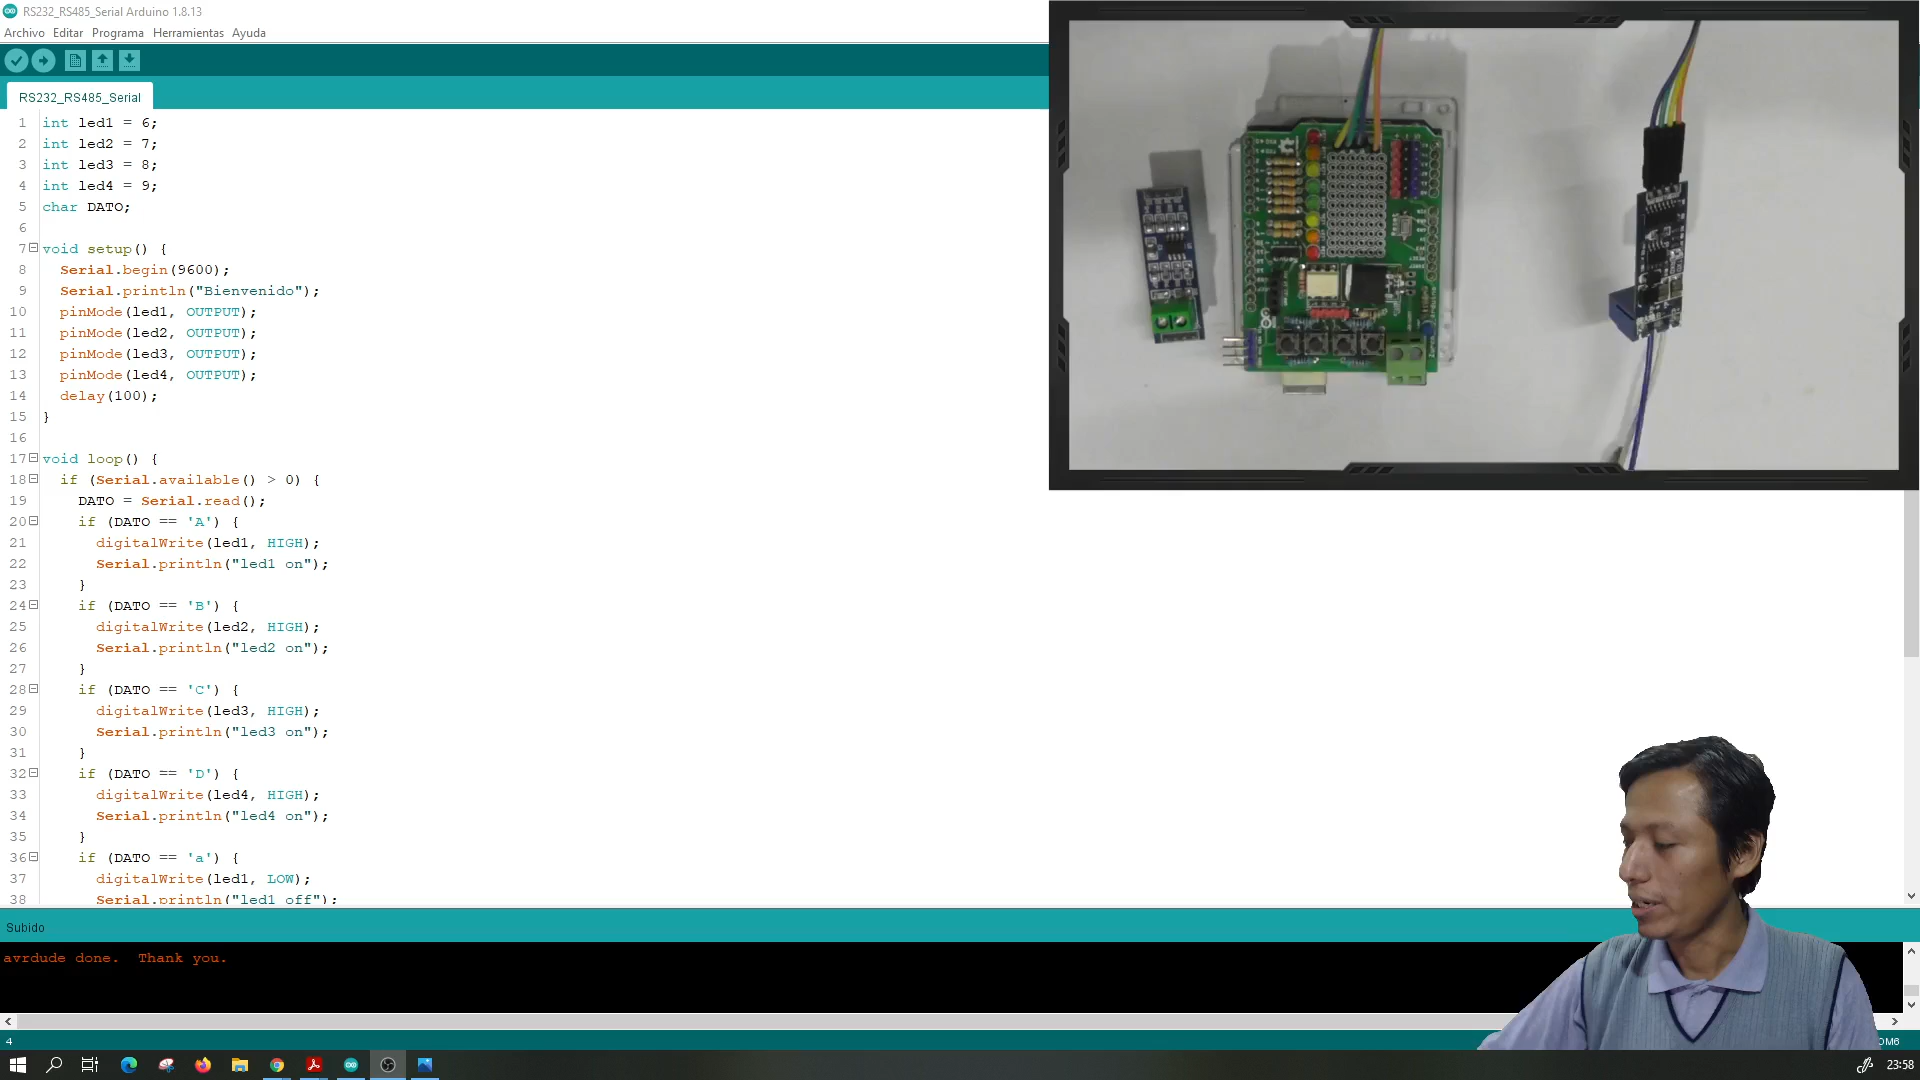 RS232_RS485_Serial Arduino 1.8.13
Archivo Editar Programa Herramientas Ayuda
RS232_RS485_Serial
1 int led1 = 6;
2 int led2 = 7;
3 int led3 = 8;
4 int led4 = 9;
5 char DATO;
6
7 void setup() {
8 Serial.begin(9600);
9 Serial.println("Bienvenido");
10 pinMode(led1, OUTPUT);
11 pinMode(led2, OUTPUT);
12 pinMode(led3, OUTPUT);
13 pinMode(led4, OUTPUT);
14 delay(100);
15 }
16
17 void loop() {
18 if (Serial.available() > 0) {
19 DATO = Serial.read();
20 if (DATO == 'A') {
21 digitalWrite(led1, HIGH);
22 Serial.println("led1 on");
23 }
24 if (DATO == 'B') {
25 digitalWrite(led2, HIGH);
26 Serial.println("led2 on");
27 }
28 if (DATO == 'C') {
29 digitalWrite(led3, HIGH);
30 Serial.println("led3 on");
31 }
32 if (DATO == 'D') {
33 digitalWrite(led4, HIGH);
34 Serial.println("led4 on");
35 }
36 if (DATO == 'a') {
37 digitalWrite(led1, LOW);
38 Serial.println("led1 off");
Subido
avrdude done. Thank you.
4
OM6
23:58